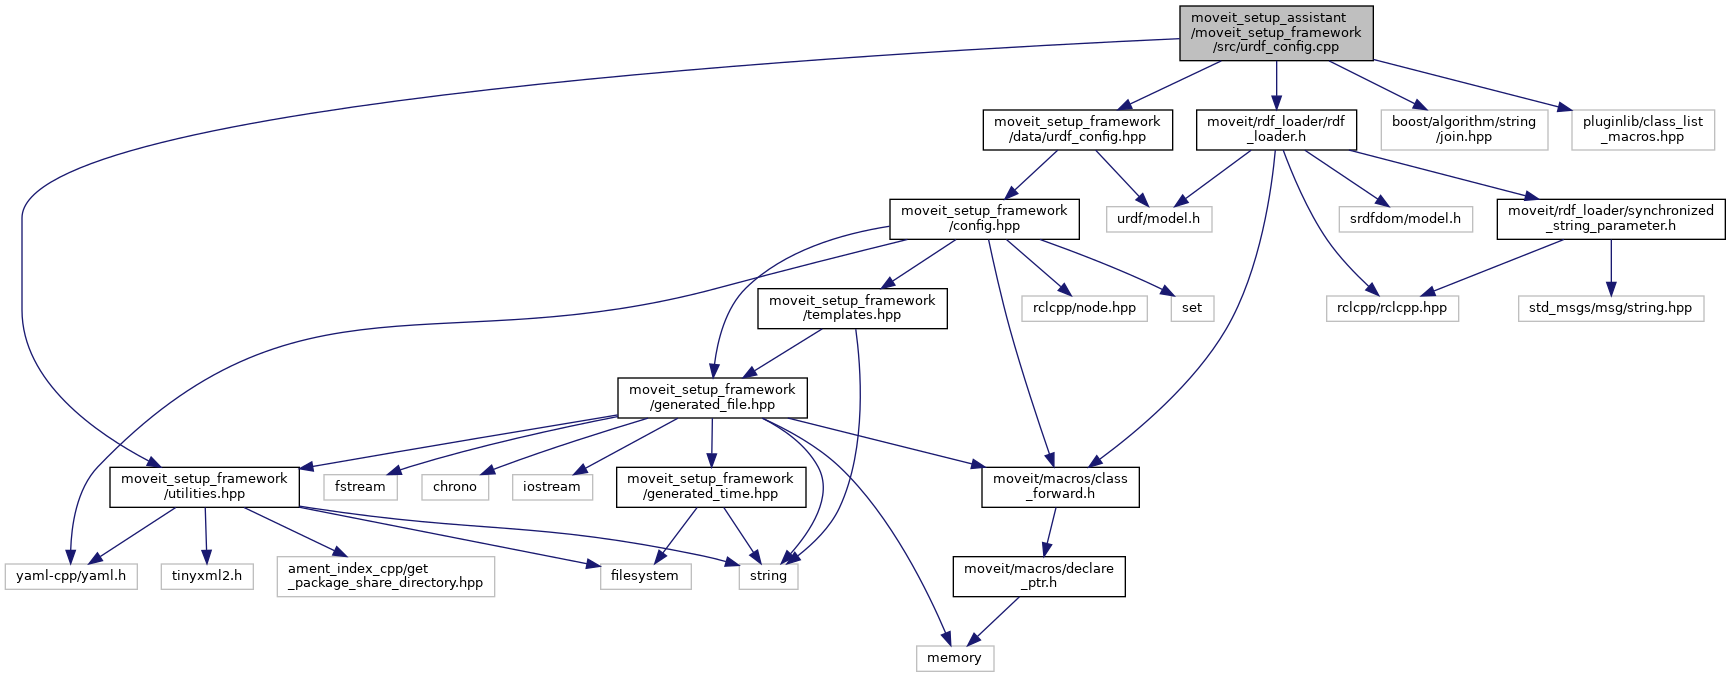 moveit_setup_assistant
/moveit_setup_framework
/src/urdf_config.cpp
moveit_setup_framework
/data/urdf_config.hpp
moveit/rdf_loader/rdf
_loader.h
boost/algorithm/string
/join.hpp
pluginlib/class_list
_macros.hpp
moveit_setup_framework
/config.hpp
urdf/model.h
srdfdom/model.h
moveit/rdf_loader/synchronized
_string_parameter.h
moveit_setup_framework
/templates.hpp
rclcpp/node.hpp
set
rclcpp/rclcpp.hpp
std_msgs/msg/string.hpp
moveit_setup_framework
/generated_file.hpp
moveit_setup_framework
/utilities.hpp
fstream
chrono
iostream
moveit_setup_framework
/generated_time.hpp
moveit/macros/class
_forward.h
yaml-cpp/yaml.h
tinyxml2.h
ament_index_cpp/get
_package_share_directory.hpp
filesystem
string
moveit/macros/declare
_ptr.h
memory